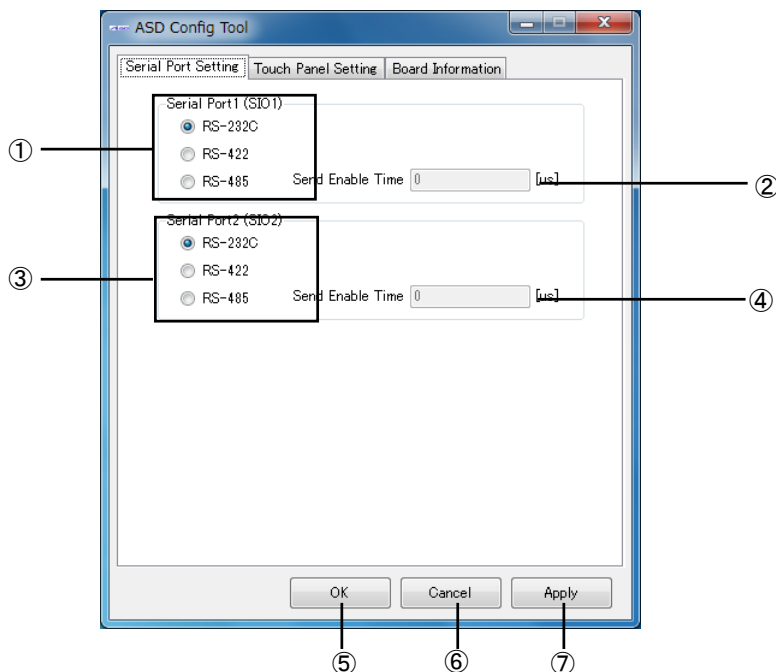 ASD Config Tool
Serial Port Setting Touch Panel Setting Board Information
Serial Port1 (SIO1)
RS-232C
①
RS-422
RS-485 Send Enable Time 0 [us]
②
Serial Port2 (SIO2)
RS-232C
③
RS-422
RS-485 Send Enable Time 0 [us]
④
OK Cancel Apply
⑤ ⑥ ⑦